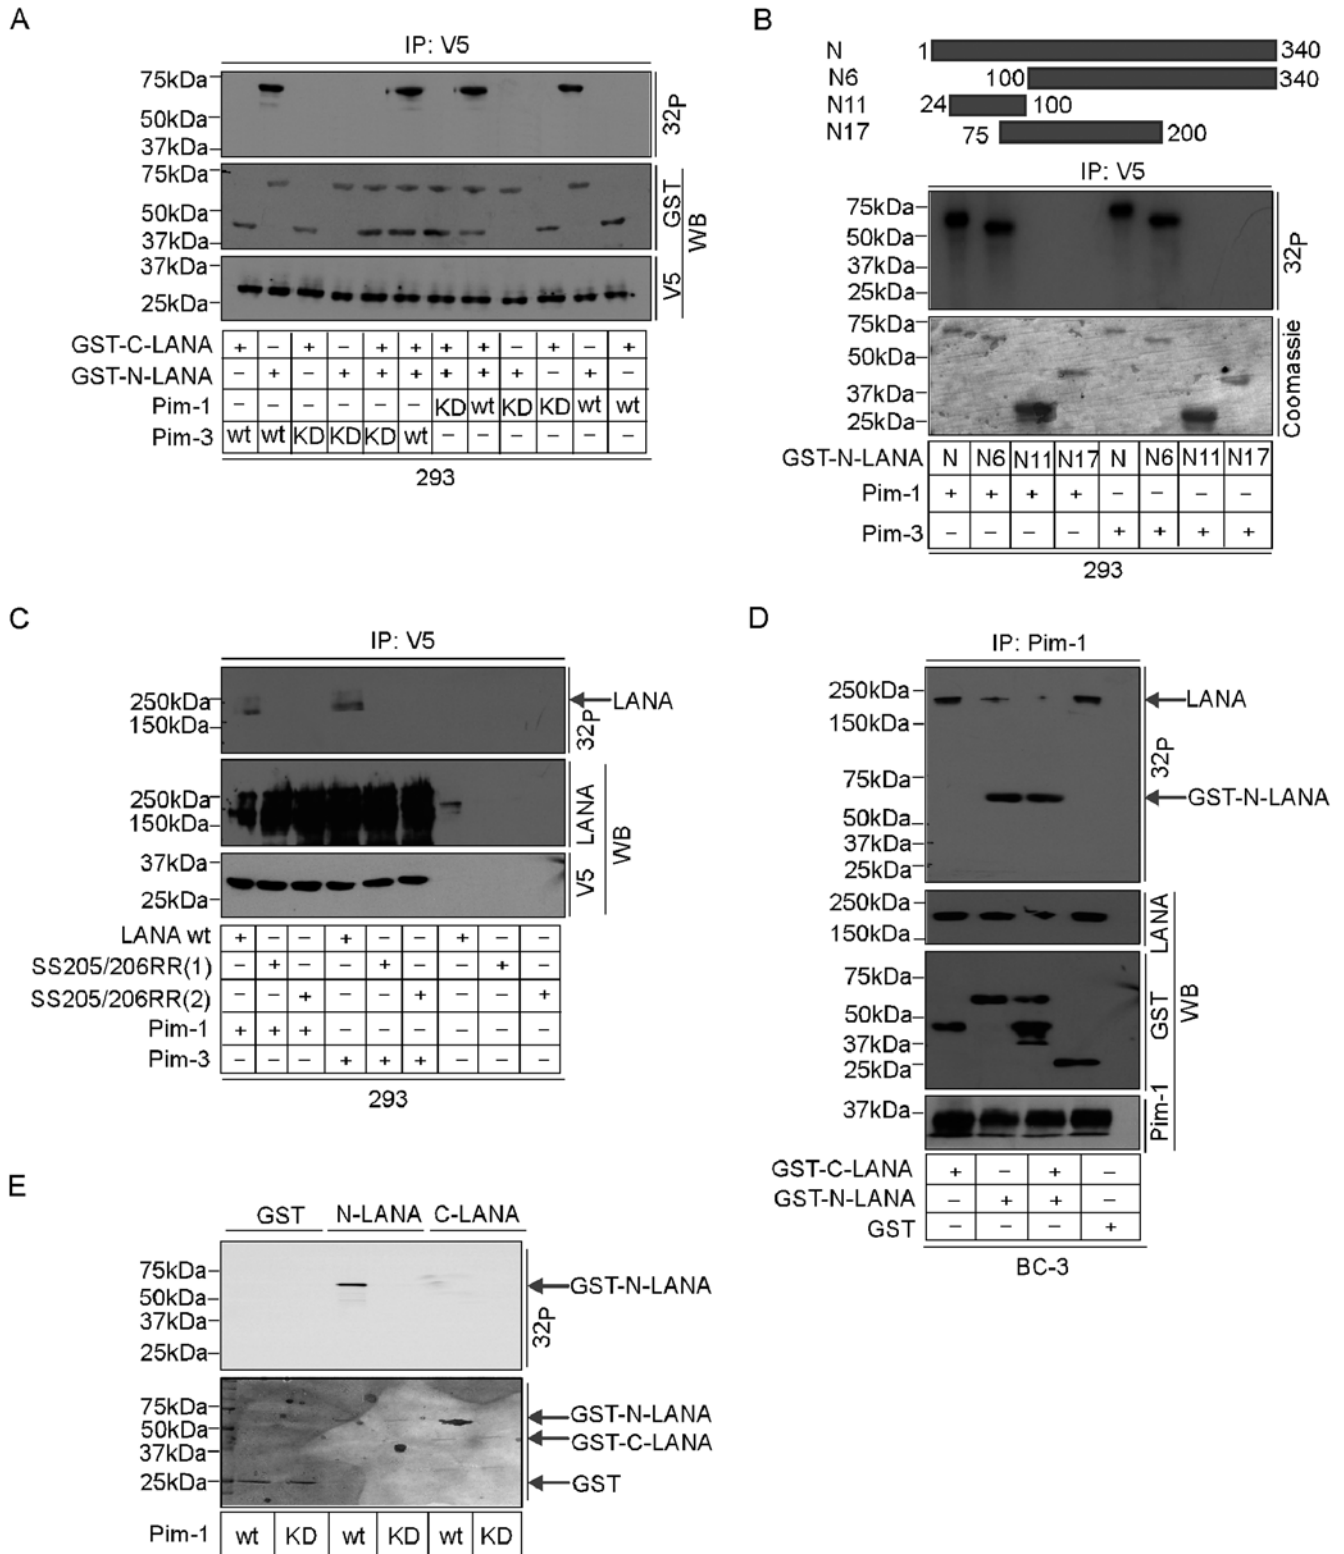 A
IP: V5
75kDa
50kDa
37kDa
32P
75kDa
50kDa
37kDa
GST
37kDa
25kDa
V5
WB
GST-C-LANA + – + – + + + + – + – +
GST-N-LANA – + – + + + + + + – + –
Pim-1 – – – – – – KD wt KD KD wt wt
Pim-3 wt wt KD KD KD wt – – – – – –
293
B
N 1 340
N6 100 340
N11 24 100
N17 75 200
IP: V5
75kDa
50kDa
37kDa
25kDa
32P
75kDa
50kDa
37kDa
25kDa
Coomassie
GST-N-LANA N N6 N11 N17 N N6 N11 N17
Pim-1 + + + + – – – –
Pim-3 – – – – + + + +
293
C
IP: V5
250kDa
150kDa
LANA
32P
250kDa
150kDa
LANA
37kDa
25kDa
V5
WB
LANA wt + – – + – – + – –
SS205/206RR(1) – + – – + – – + –
SS205/206RR(2) – – + – – + – – –
Pim-1 + + + – – – – – –
Pim-3 – – – + + + – – –
293
D
IP: Pim-1
250kDa
150kDa
75kDa
50kDa
37kDa
25kDa
LANA
GST-N-LANA
32P
250kDa
150kDa
LANA
75kDa
50kDa
37kDa
25kDa
GST
37kDa
Pim-1
WB
GST-C-LANA + – + –
GST-N-LANA – + + –
GST – – – +
BC-3
E
GST N-LANA C-LANA
75kDa
50kDa
37kDa
25kDa
GST-N-LANA
32P
75kDa
50kDa
37kDa
25kDa
GST-N-LANA
GST-C-LANA
GST
Pim-1 wt KD wt KD wt KD